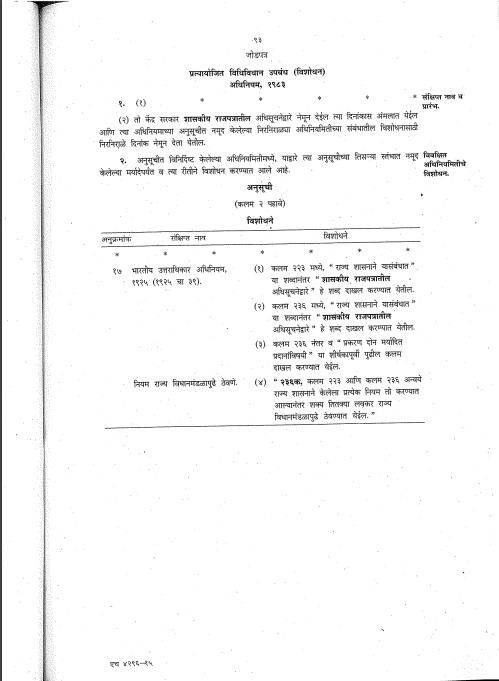 ९३
जोडपत्र
प्रत्यायोजित विधिविधान उपबंध (विशोधन)
अधिनियम, १९८३
१. (१) * * * * * संक्षिप्त नाव व
प्रारंभ.
(२) तो केंद्र सरकार शासकीय राजपत्रातील अधिसूचनेद्वारे नेमून देईल त्या दिनांकास अंमलात येईल
आणि त्या अधिनियमाच्या अनुसूचीत नमूद केलेल्या निरनिराळ्या अधिनियमितींच्या संबंधातील विशोधनासाठी
निरनिराळे दिनांक नेमून देता येतील.
२. अनुसूचीत विनिर्दिष्ट केलेल्या अधिनियमितींमध्ये, याद्वारे त्या अनुसूचीच्या तिसऱ्या स्तंभात नमूद विवक्षित
केलेल्या मर्यादेपर्यंत व त्या रीतीने विशोधन करण्यात आले आहे. अधिनियमितींचे
विशोधन.
अनुसूची
(कलम २ पहावे)
विशोधने
अनुक्रमांक संक्षिप्त नाव विशोधने
* * * * * * *
१७ भारतीय उत्तराधिकार अधिनियम, (१) कलम २२३ मध्ये, " राज्य शासनाने यासंबंधात "
१९२५ (१९२५ चा ३९). या शब्दानंतर " शासकीय राजपत्रातील
अधिसूचनेद्वारे " हे शब्द दाखल करण्यात येतील.
(२) कलम २३६ मध्ये, " राज्य शासनाने यासंबंधात "
या शब्दानंतर " शासकीय राजपत्रातील
अधिसूचनेद्वारे " हे शब्द दाखल करण्यात येतील.
(३) कलम २३६ नंतर व " प्रकरण दोन मर्यादित
प्रदानांविषयी " या शीर्षकापूर्वी पुढील कलम
दाखल करण्यात येईल.
नियम राज्य विधानमंडळापुढे ठेवणे. (४) " २३६क, कलम २२३ आणि कलम २३६ अन्वये
राज्य शासनाने केलेला प्रत्येक नियम तो करण्यात
आल्यानंतर शक्य तितक्या लवकर राज्य
विधानमंडळापुढे ठेवण्यात येईल. "
एच ४२९६-१५